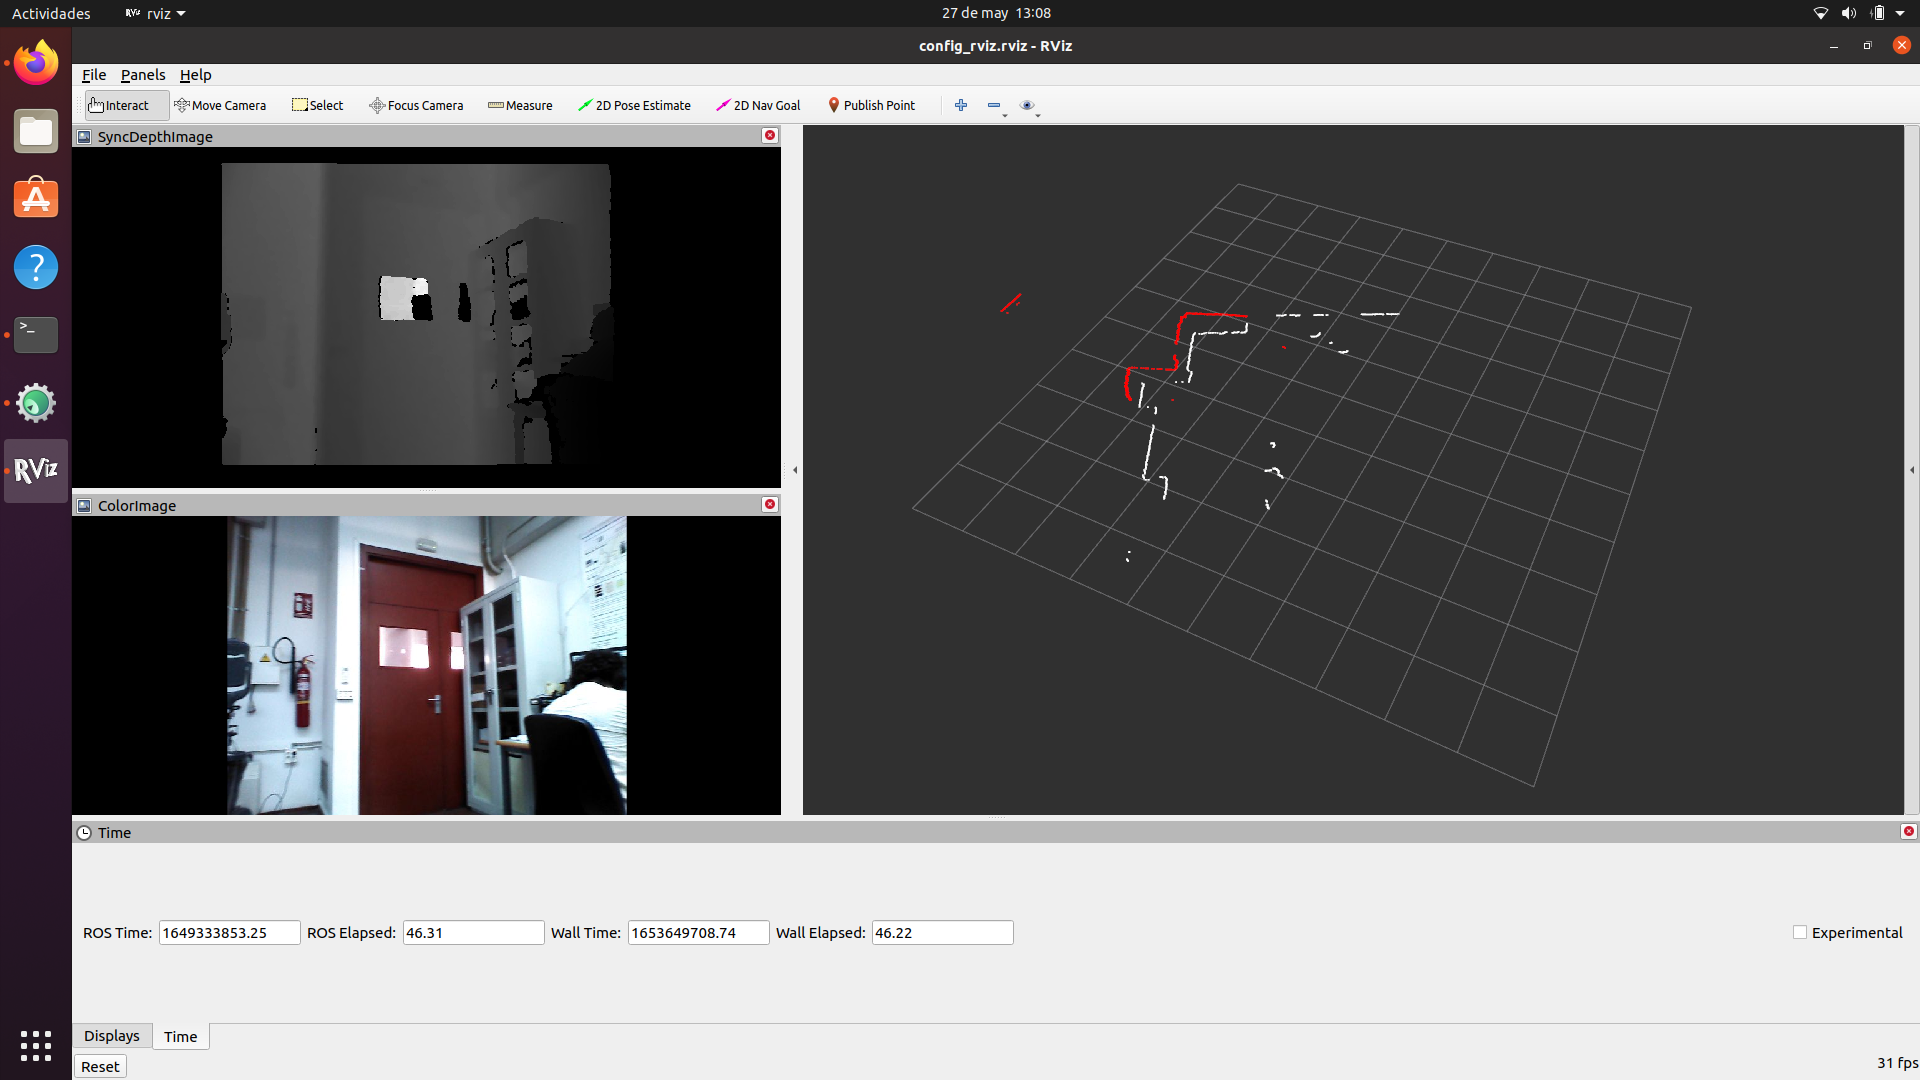 Actividades
rviz
27 de may 13:08
config_rviz.rviz - RViz
File Panels Help
Interact Move Camera Select Focus Camera Measure 2D Pose Estimate 2D Nav Goal Publish Point
SyncDepthImage
ColorImage
RViz
Time
ROS Time: 1649333853.25 ROS Elapsed: 46.31 Wall Time: 1653649708.74 Wall Elapsed: 46.22 Experimental
Displays Time
Reset
31 fps